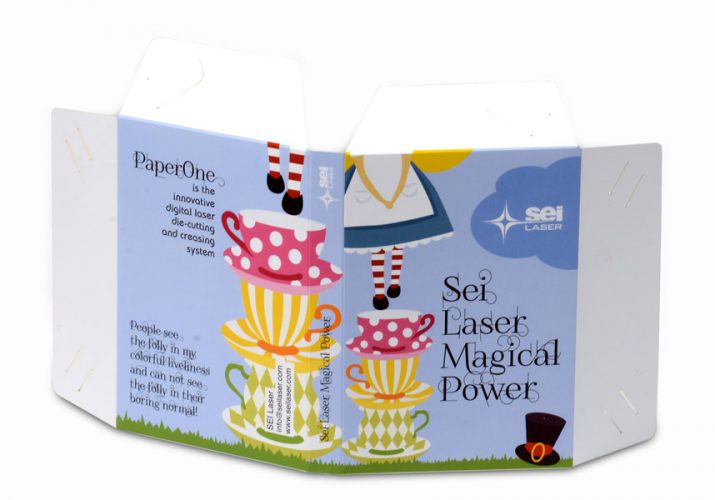 PaperOne
is the
innovative
digital laser
die-cutting
and creasing
system
People see
the folly in my
colorful liveliness
and can not see
the folly in their
boring normal!
SEI Laser
info@seilaser.com
www.seilaser.com
sei
LASER
Sei Laser Magical Power
sei
LASER
Sei
Laser
Magical
Power